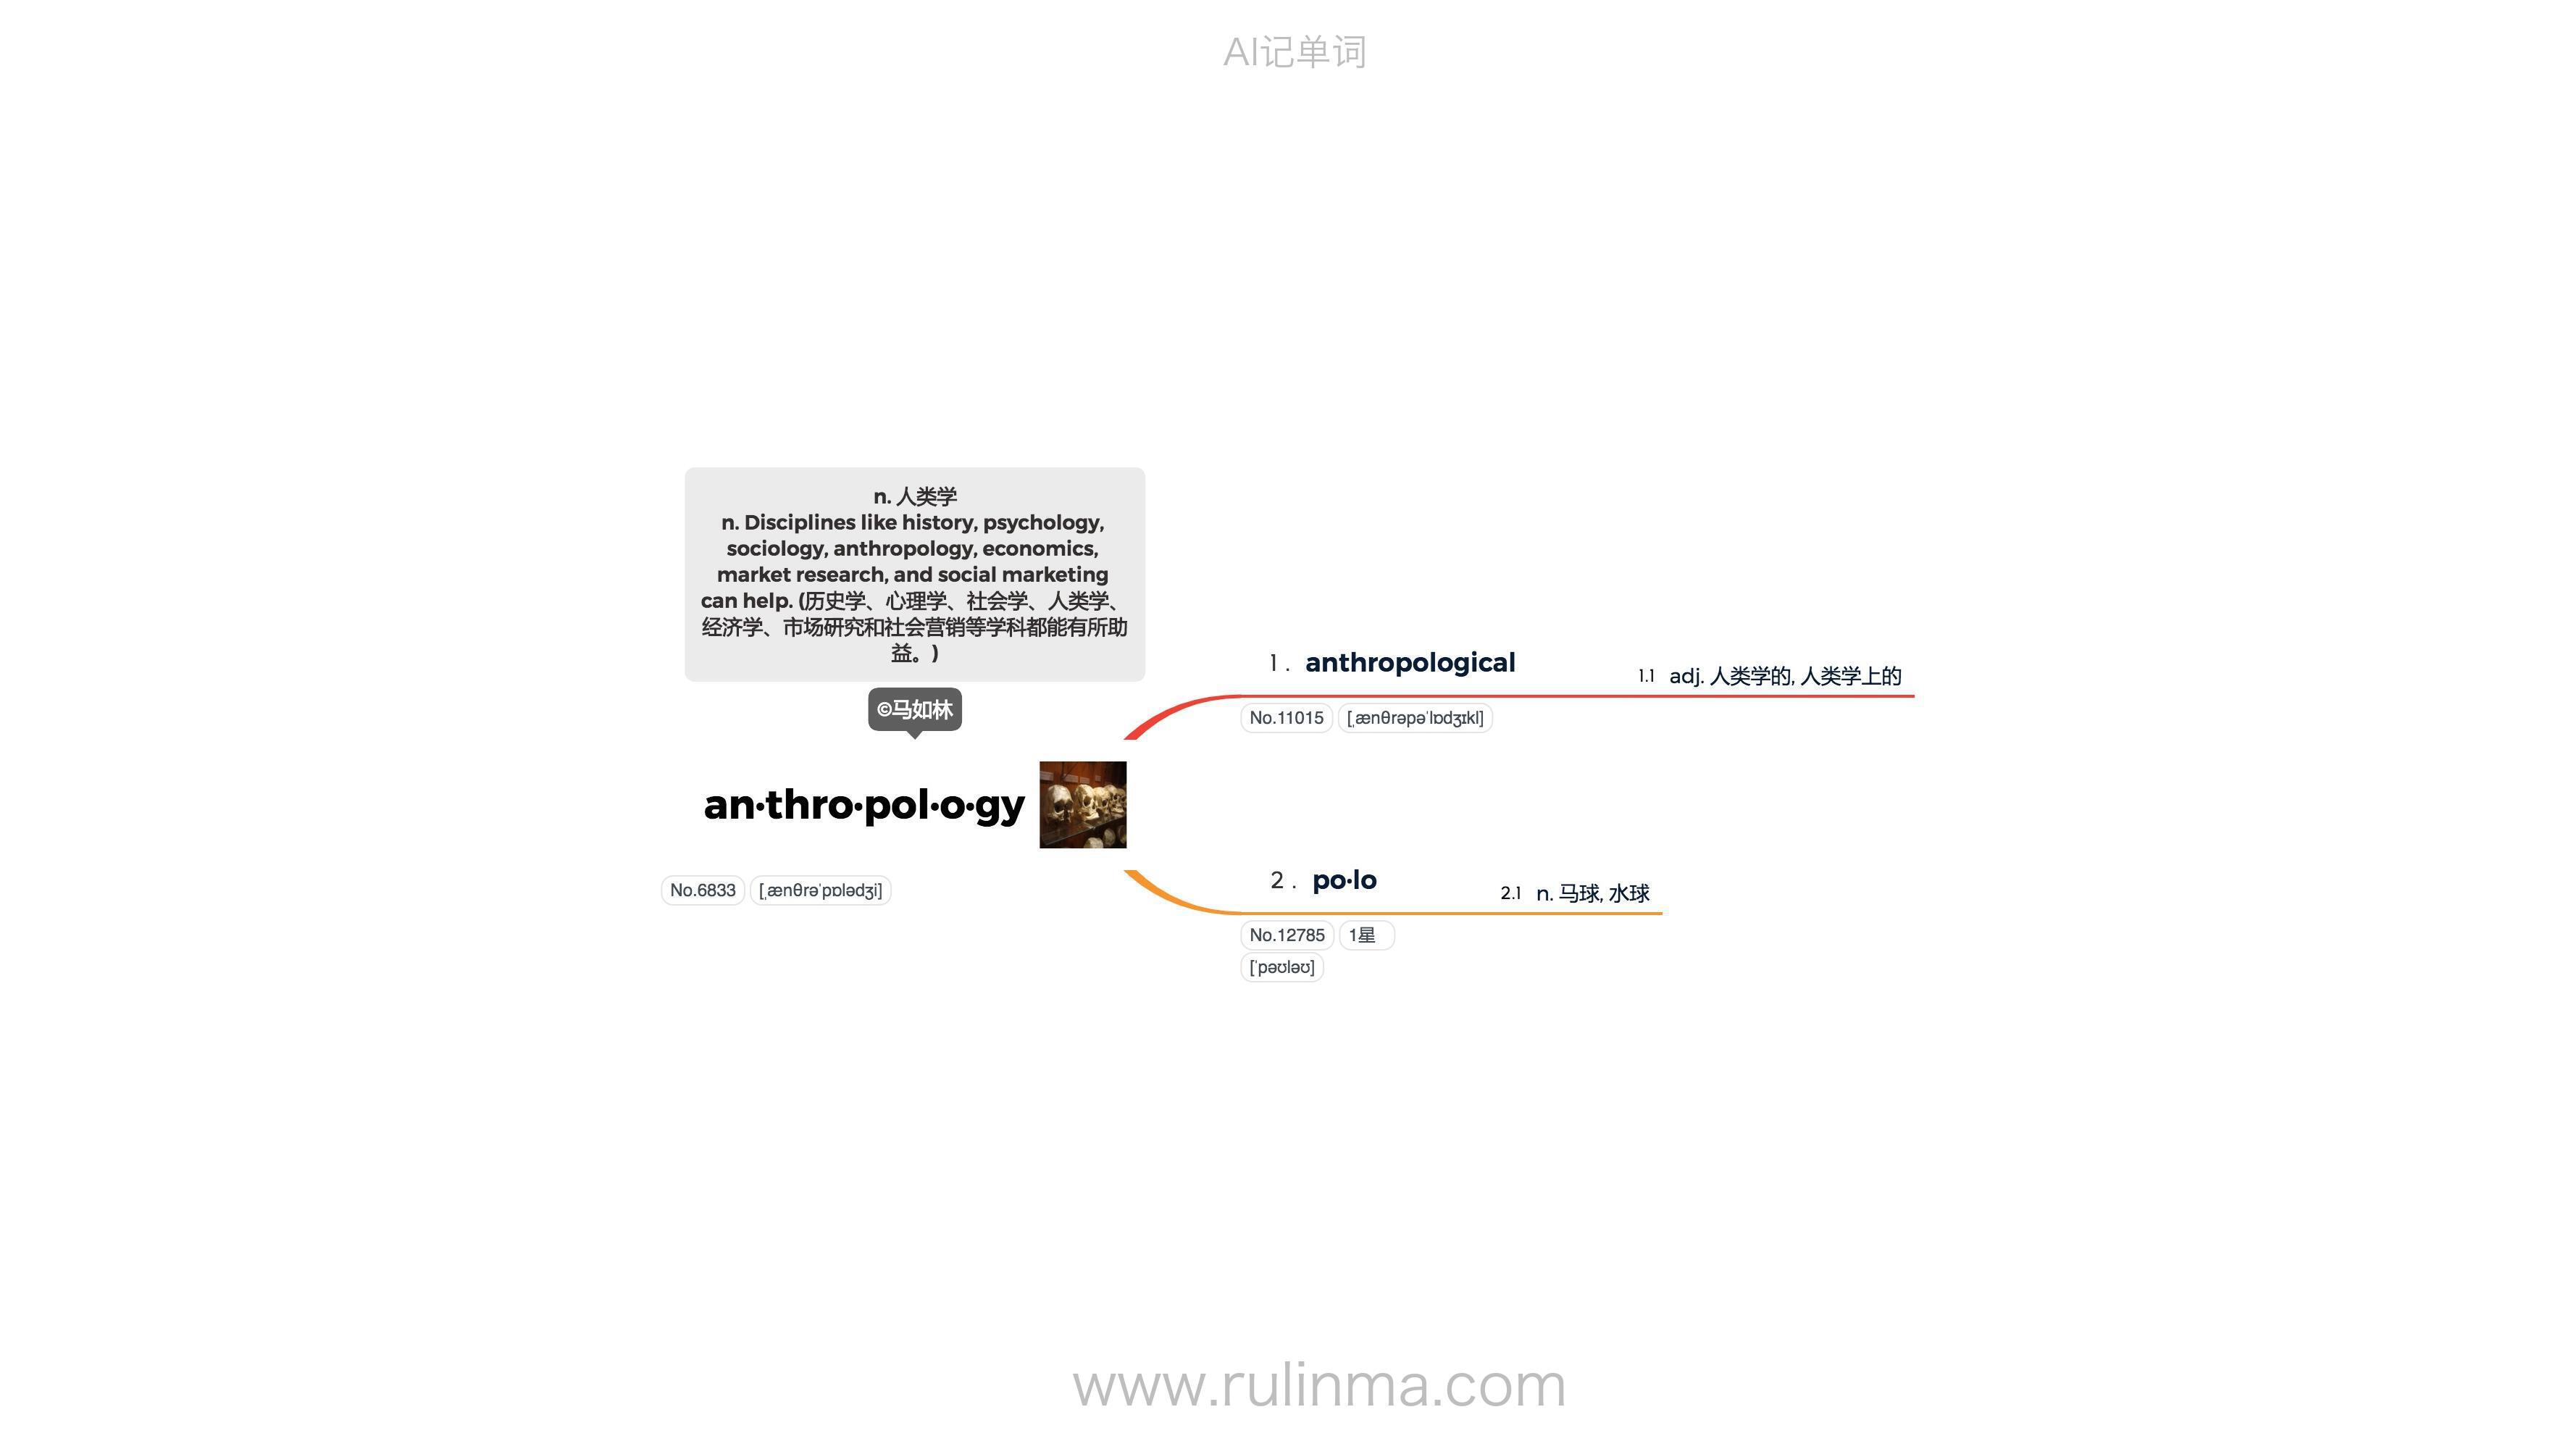 AI记单词
n. 人类学
n. Disciplines like history, psychology,
sociology, anthropology, economics,
market research, and social marketing
can help. (历史学、心理学、社会学、人类学、
经济学、市场研究和社会营销等学科都能有所助
益。)
©马如林
an·thro·pol·o·gy
No.6833 [ˌænθrəˈpɒlədʒi]
1. anthropological
1.1 adj. 人类学的, 人类学上的
No.11015 [ˌænθrəpəˈlɒdʒɪkl]
2. po·lo
2.1 n. 马球, 水球
No.12785 1星
[ˈpəʊləʊ]
www.rulinma.com